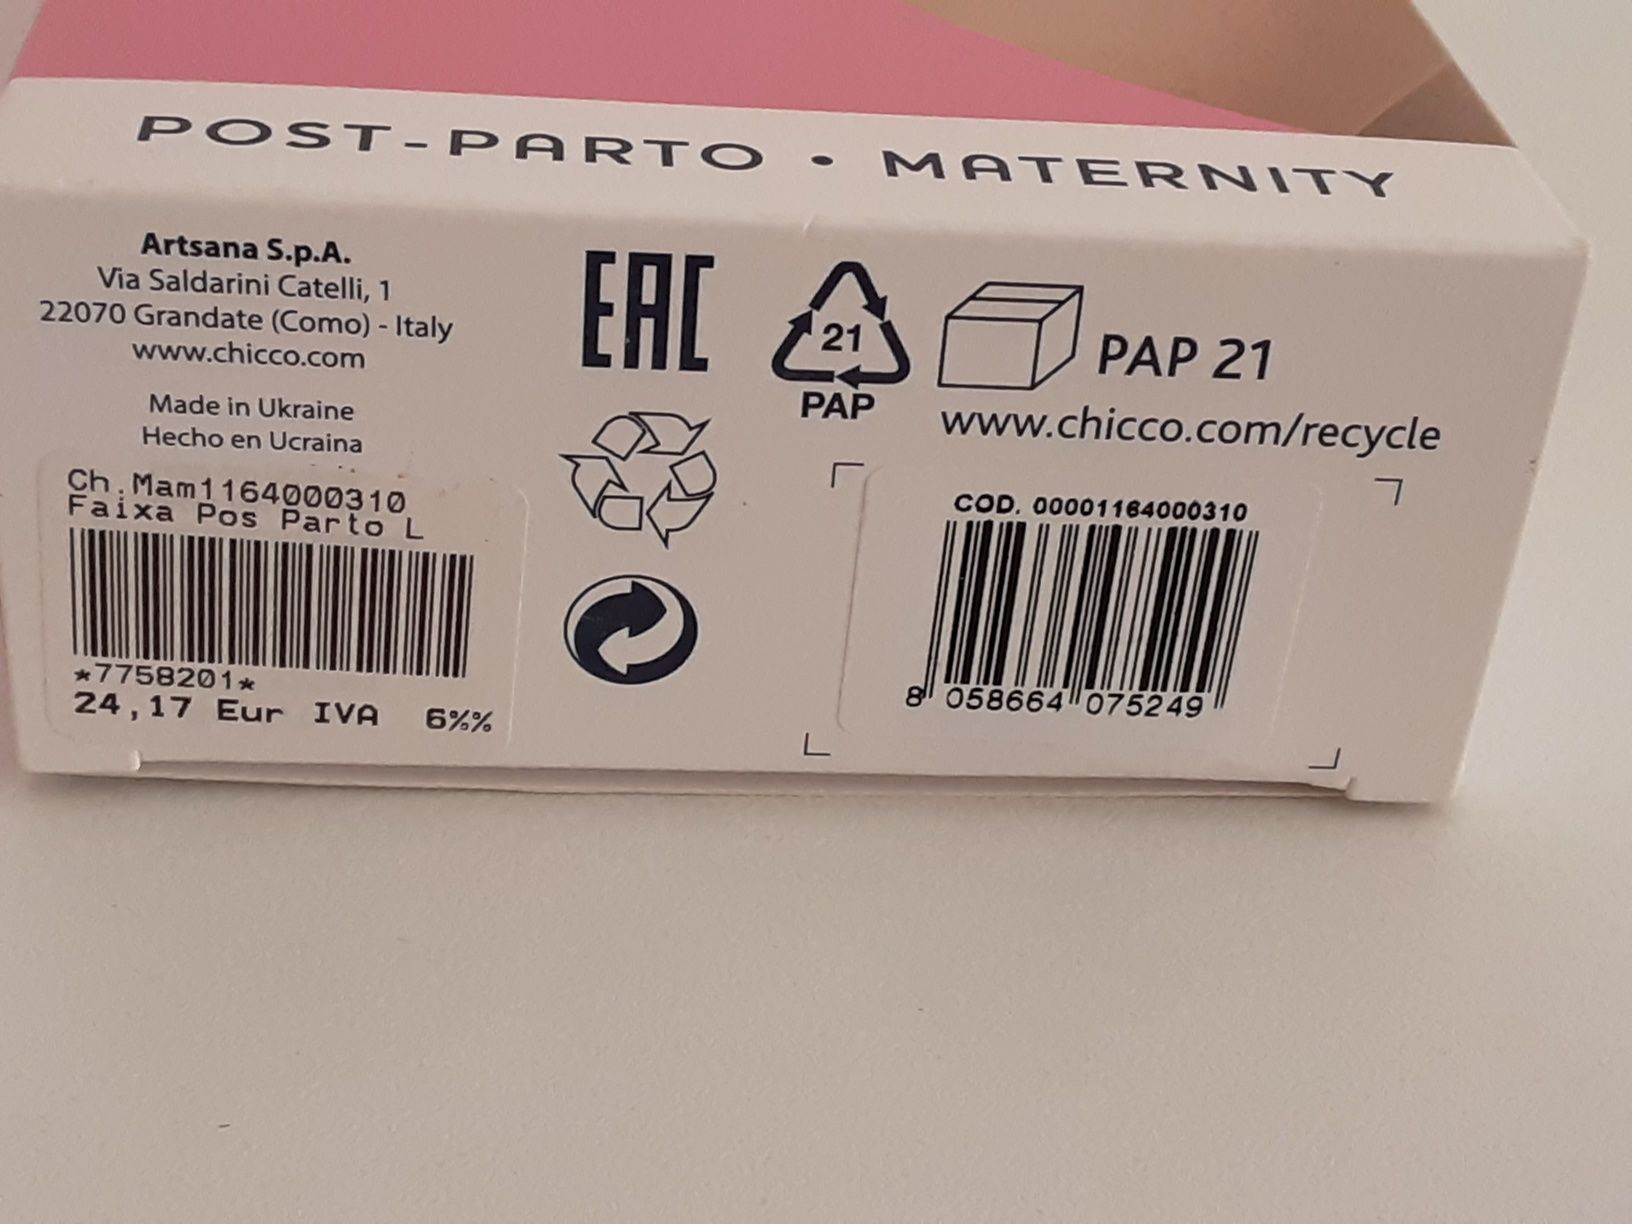 POST-PARTO • MATERNITY
Artsana S.p.A.
Via Saldarini Catelli, 1
22070 Grandate (Como) - Italy
www.chicco.com
Made in Ukraine
Hecho en Ucraina
Ch.Mam1164000310
Faixa Pos Parto L
*7758201*
24,17 Eur IVA 6%%
EAC
21
PAP
PAP 21
www.chicco.com/recycle
COD. 00001164000310
8 058664 075249